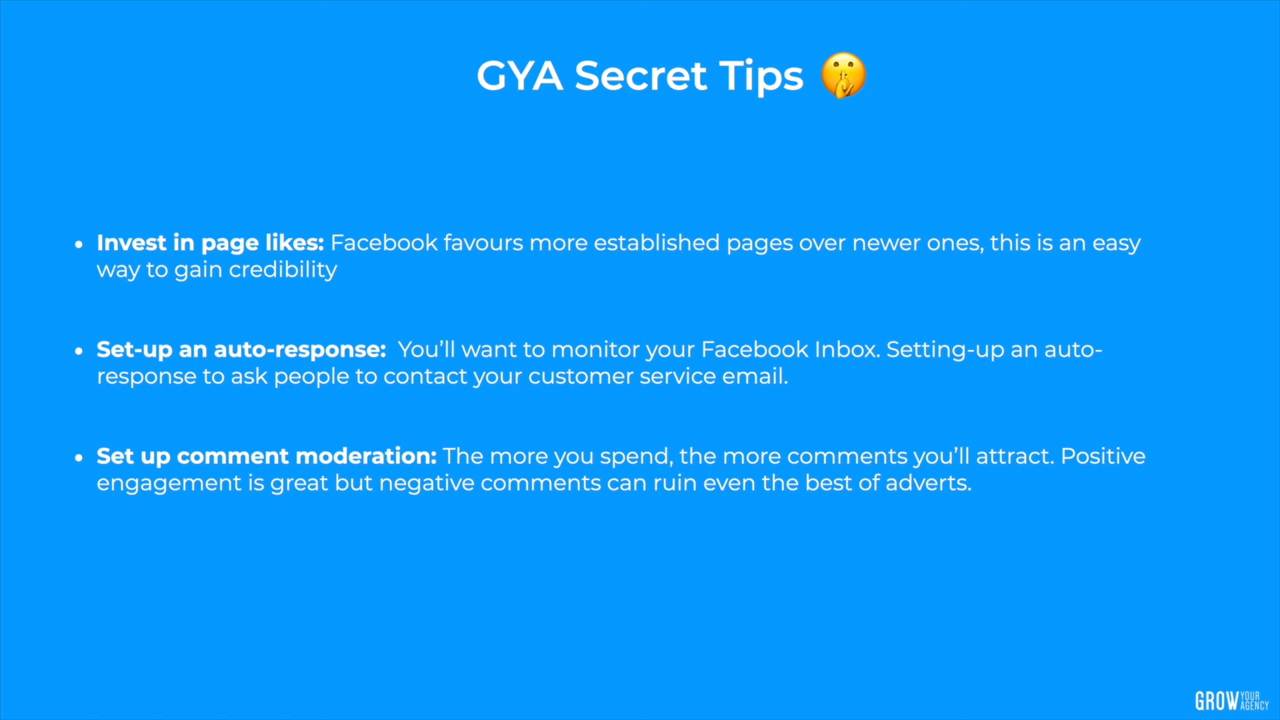 GYA Secret Tips 🤫
• Invest in page likes: Facebook favours more established pages over newer ones, this is an easy
way to gain credibility
• Set-up an auto-response: You'll want to monitor your Facebook Inbox. Setting-up an auto-
response to ask people to contact your customer service email.
• Set up comment moderation: The more you spend, the more comments you'll attract. Positive
engagement is great but negative comments can ruin even the best of adverts.
GROW YOUR AGENCY